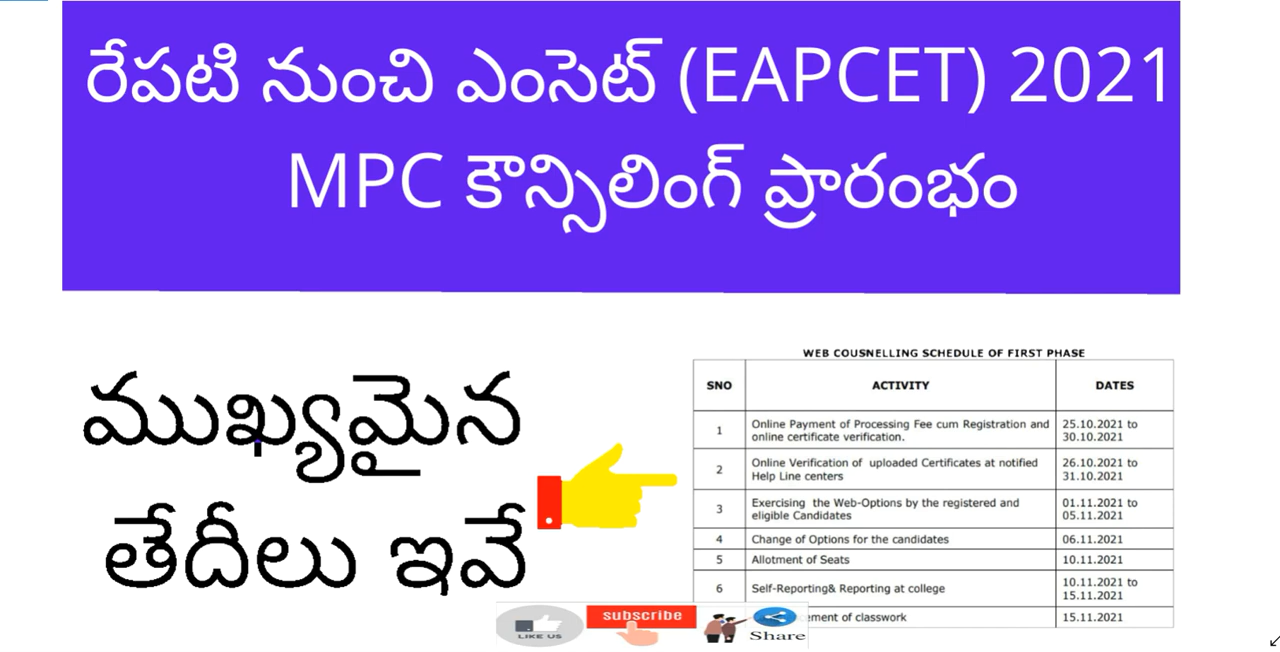 రేపటి నుంచి ఎంసెట్ (EAPCET) 2021
MPC కౌన్సిలింగ్ ప్రారంభం
ముఖ్యమైన
తేదీలు ఇవే
WEB COUSNELLING SCHEDULE OF FIRST PHASE
SNO ACTIVITY DATES
1 Online Payment of Processing Fee cum Registration and 25.10.2021 to
online certificate verification. 30.10.2021
2 Online Verification of uploaded Certificates at notified 26.10.2021 to
Help Line centers 31.10.2021
3 Exercising the Web-Options by the registered and 01.11.2021 to
eligible Candidates 05.11.2021
4 Change of Options for the candidates 06.11.2021
5 Allotment of Seats 10.11.2021
6 Self-Reporting& Reporting at college 10.11.2021 to
15.11.2021
of classwork 15.11.2021
LIKE US
subscribe
Share